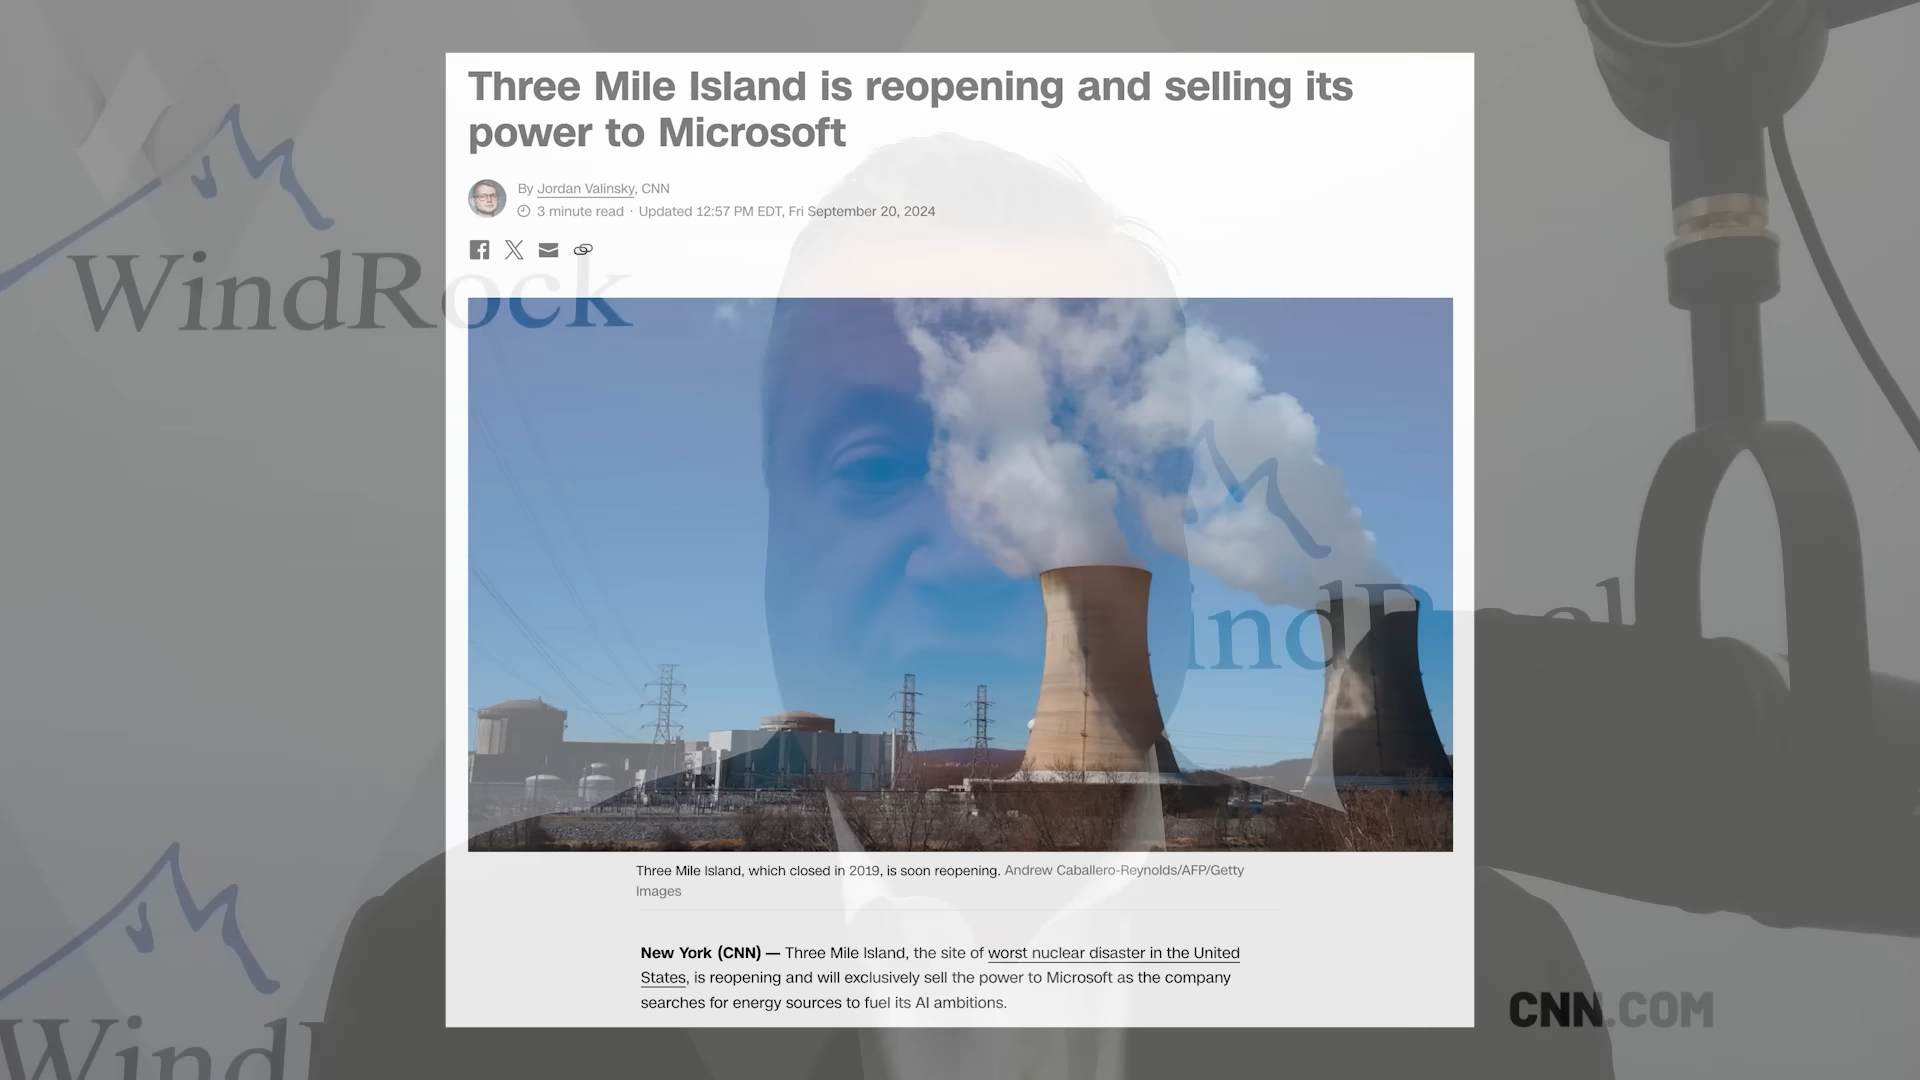 Three Mile Island is reopening and selling its
power to Microsoft
By Jordan Valinsky, CNN
3 minute read · Updated 12:57 PM EDT, Fri September 20, 2024
WindRock
Three Mile Island, which closed in 2019, is soon reopening. Andrew Caballero-Reynolds/AFP/Getty
Images
New York (CNN) — Three Mile Island, the site of worst nuclear disaster in the United
States, is reopening and will exclusively sell the power to Microsoft as the company
searches for energy sources to fuel its AI ambitions.
CNN.COM